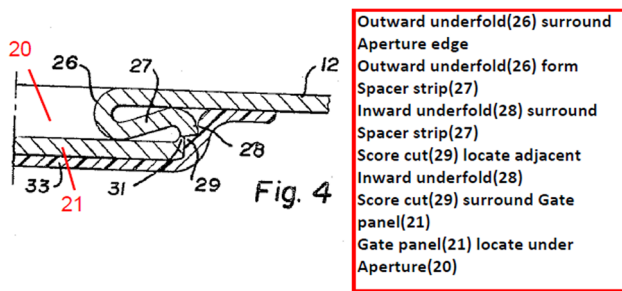 20
26
27
12
28
29
31
33
21
Fig. 4
Outward underfold(26) surround
Aperture edge
Outward underfold(26) form
Spacer strip(27)
Inward underfold(28) surround
Spacer strip(27)
Score cut(29) locate adjacent
Inward underfold(28)
Score cut(29) surround Gate
panel(21)
Gate panel(21) locate under
Aperture(20)